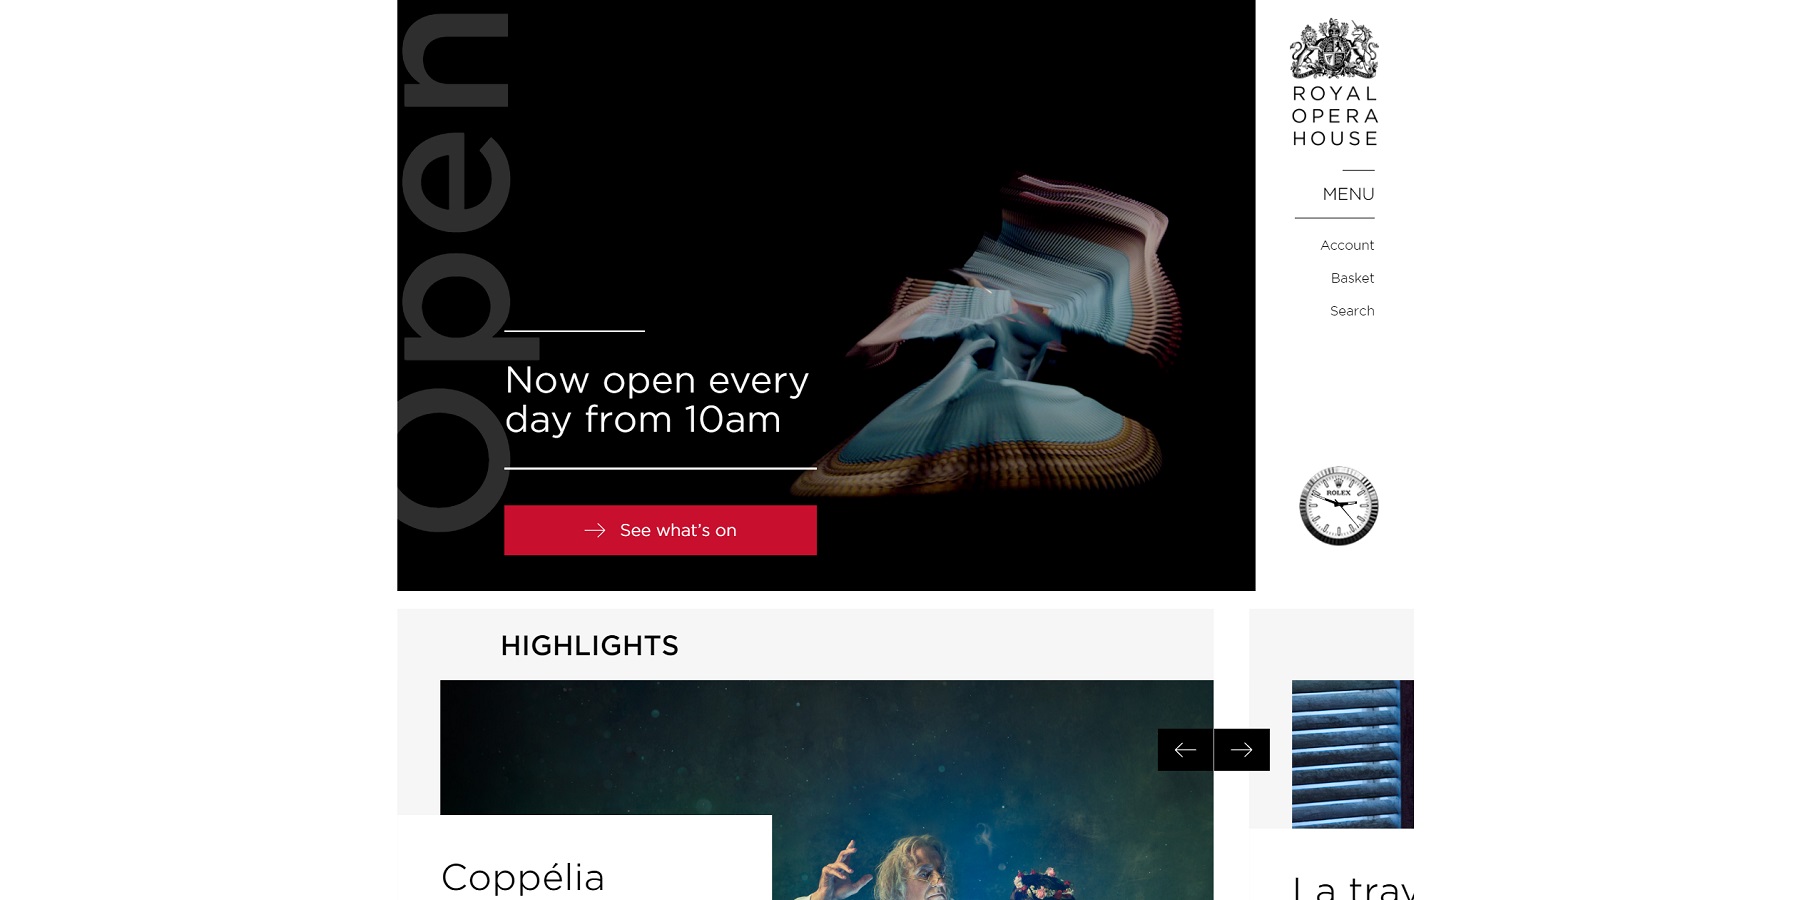 Open
Now open every
day from 10am
See what's on
ROYAL
OPERA
HOUSE
MENU
Account
Basket
Search
ROLEX
HIGHLIGHTS
Coppélia
La trav